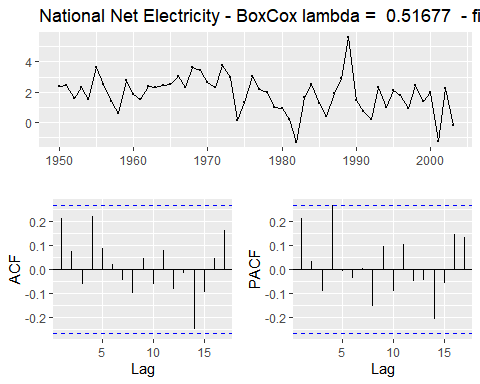 National Net Electricity - BoxCox lambda =  0.51677  - fi
4
2
0
1950 1960 1970 1980 1990 2000
ACF
0.2
0.1
0.0
-0.1
-0.2
5 10 15
Lag
PACF
0.2
0.1
0.0
-0.1
-0.2
5 10 15
Lag